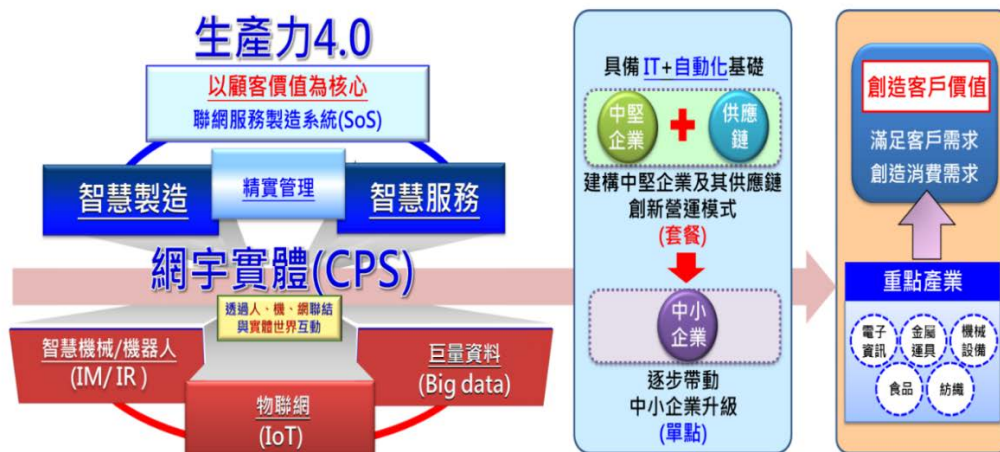 生產力4.0
以顧客價值為核心
聯網服務製造系統(SoS)
智慧製造
精實管理
智慧服務
網宇實體(CPS)
透過人、機、網聯結
與實體世界互動
智慧機械/機器人
(IM/ IR )
物聯網
(IoT)
巨量資料
(Big data)
具備 IT+自動化基礎
中堅
企業
供應
鏈
建構中堅企業及其供應鏈
創新營運模式
(套餐)
中小
企業
逐步帶動
中小企業升級
(單點)
創造客戶價值
滿足客戶需求
創造消費需求
重點產業
電子
資訊
金屬
運具
機械
設備
食品
紡織